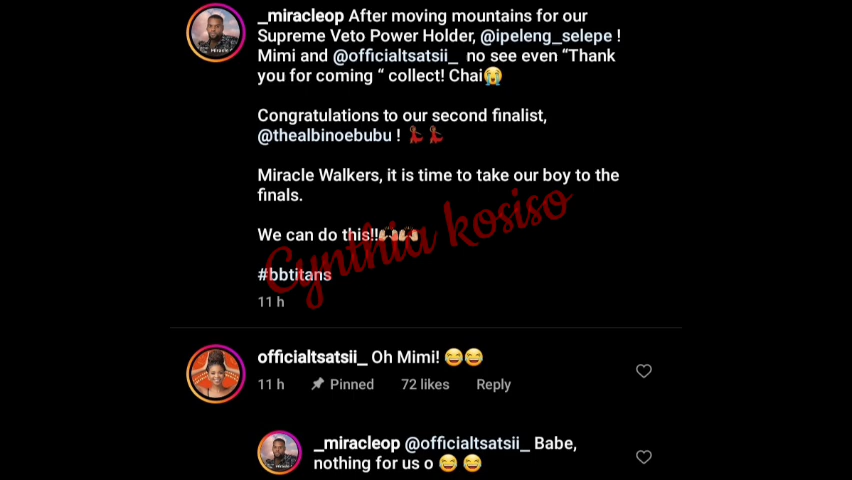 _miracleop After moving mountains for our
Supreme Veto Power Holder, @ipeleng_selepe !
Mimi and @officialtsatsii_ no see even “Thank
you for coming “ collect! Chai😭
Congratulations to our second finalist,
@thealbinoebubu ! 💃🏿💃🏿
Miracle Walkers, it is time to take our boy to the
finals.
We can do this!!🙌🏼🙌🏼
#bbtitans
Cynthia kosiso
11 h
officialtsatsii_ Oh Mimi! 😂😂
11 h Pinned 72 likes Reply
_miracleop @officialtsatsii_ Babe,
nothing for us o 😂 😂